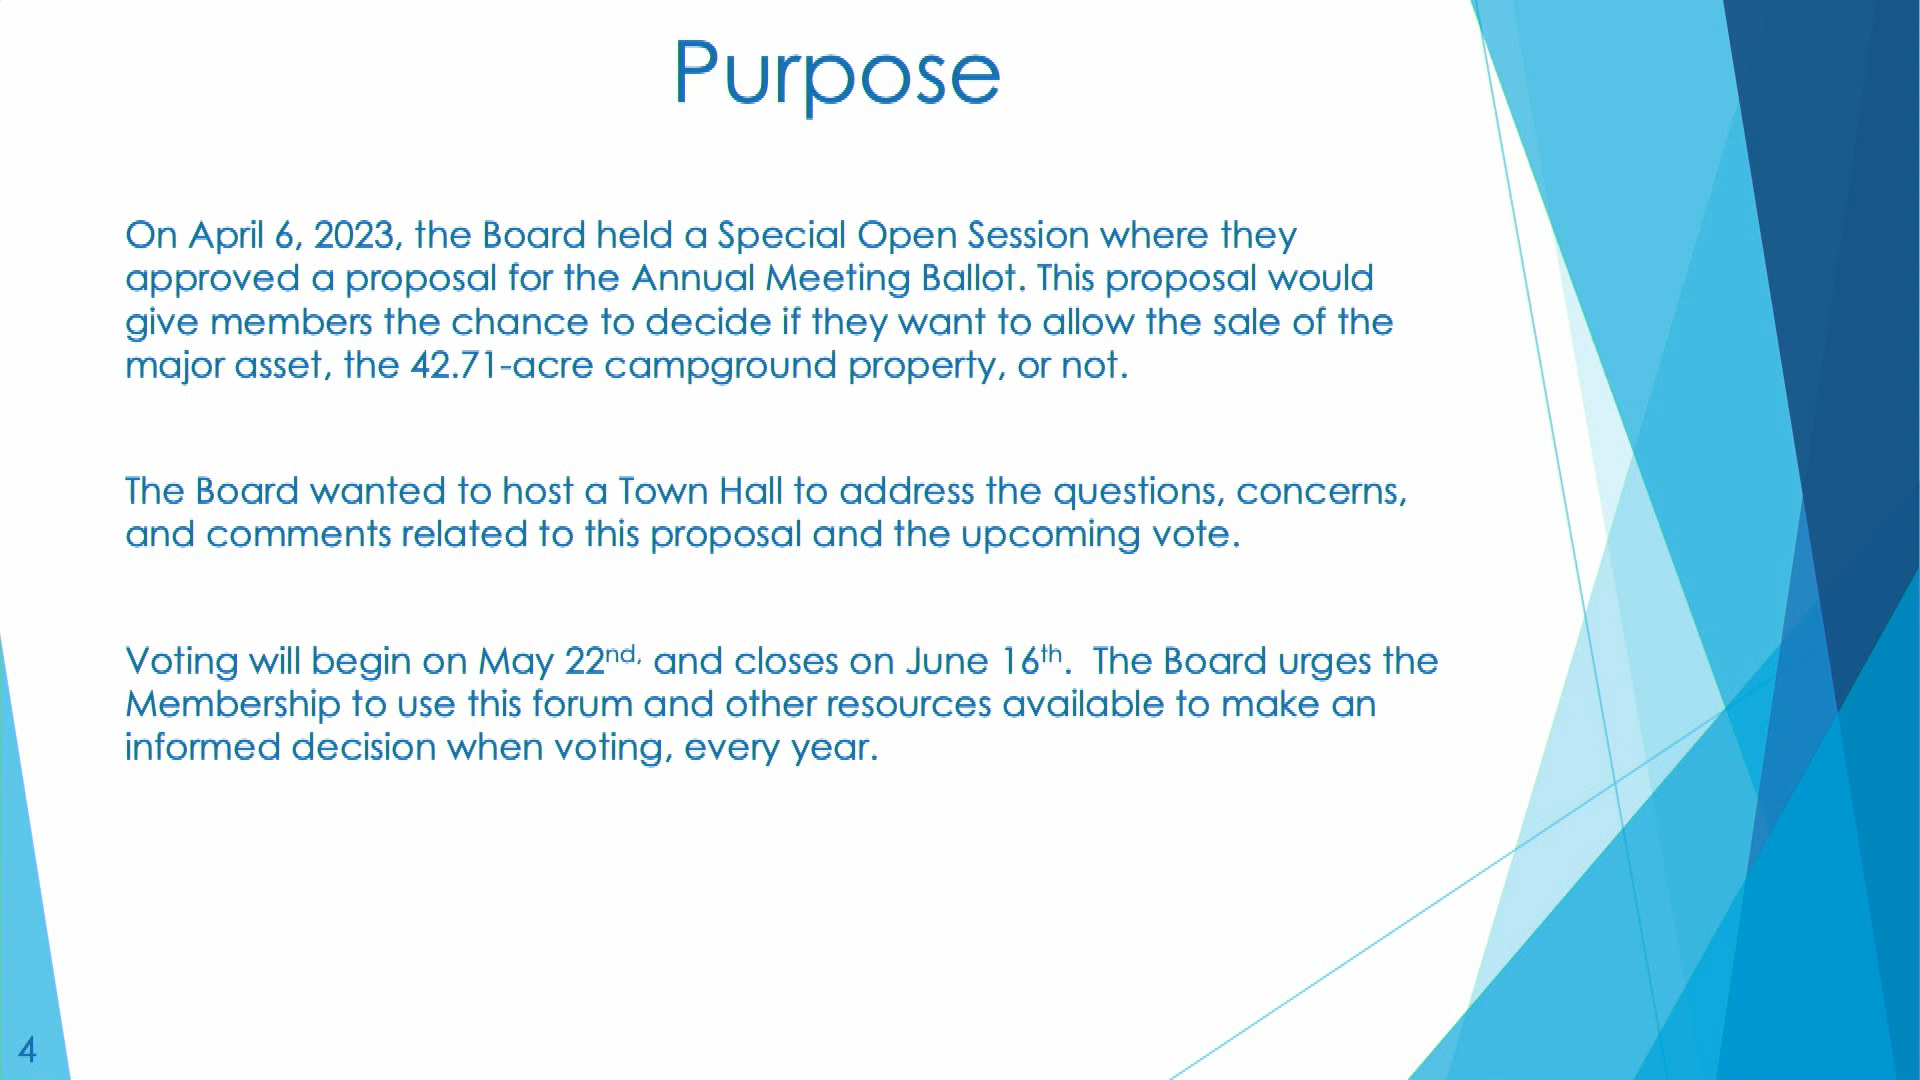 Purpose
On April 6, 2023, the Board held a Special Open Session where they
approved a proposal for the Annual Meeting Ballot. This proposal would
give members the chance to decide if they want to allow the sale of the
major asset, the 42.71-acre campground property, or not.
The Board wanted to host a Town Hall to address the questions, concerns,
and comments related to this proposal and the upcoming vote.
Voting will begin on May 22nd, and closes on June 16th. The Board urges the
Membership to use this forum and other resources available to make an
informed decision when voting, every year.
4